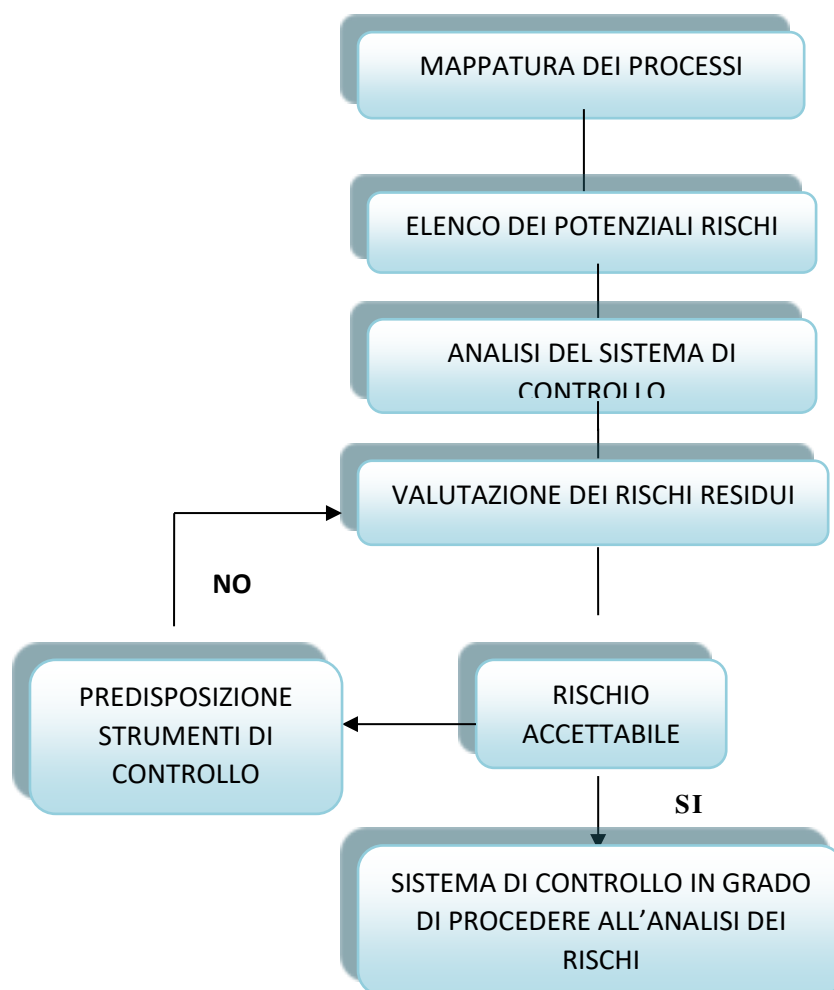 MAPPATURA DEI PROCESSI
ELENCO DEI POTENZIALI RISCHI
ANALISI DEL SISTEMA DI
CONTROLLO
VALUTAZIONE DEI RISCHI RESIDUI
NO
PREDISPOSIZIONE
STRUMENTI DI
CONTROLLO
RISCHIO
ACCETTABILE
SI
SISTEMA DI CONTROLLO IN GRADO
DI PROCEDERE ALL’ANALISI DEI
RISCHI